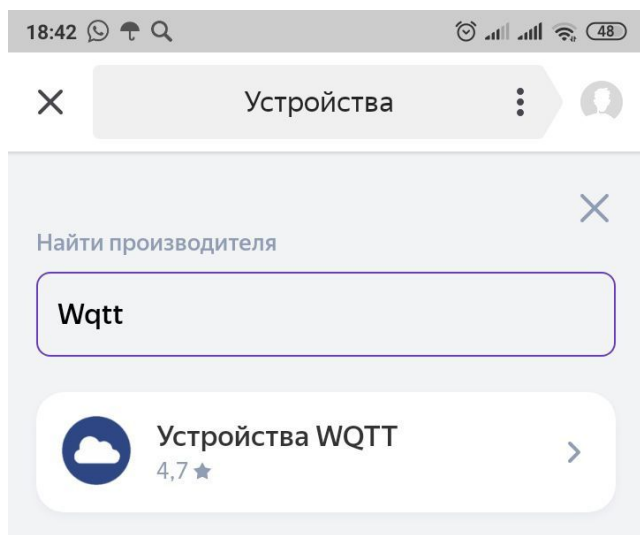 18:42 48
Устройства
Найти производителя
Wqtt
Устройства WQTT
4,7